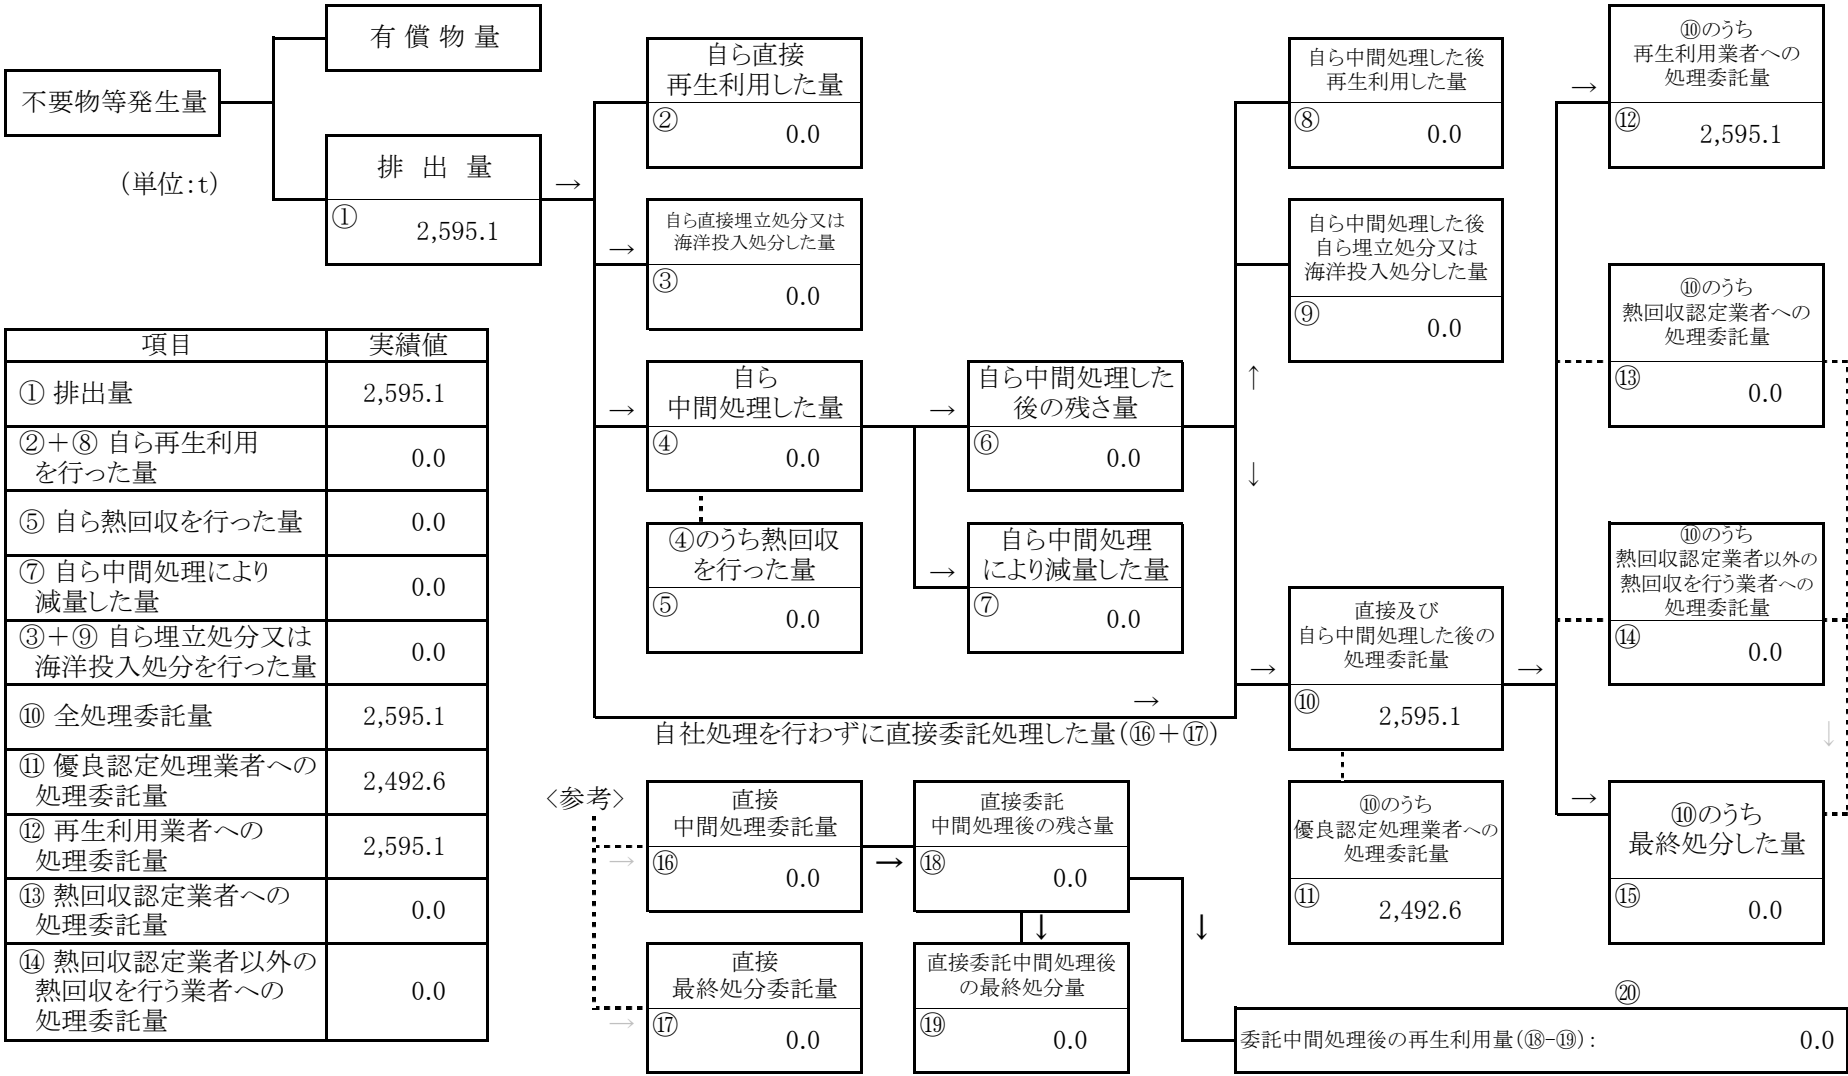 不要物等発生量
(単位:t)
有 償 物 量
排 出 量
①
2,595.1
→
自ら直接
再生利用した量
②
0.0
→
自ら直接埋立処分又は
海洋投入処分した量
③
0.0
→
自ら
中間処理した量
④
0.0
④のうち熱回収
を行った量
⑤
0.0
→
自ら中間処理した
後の残さ量
⑥
0.0
→
自ら中間処理
により減量した量
⑦
0.0
↑
↓
自ら中間処理した後
再生利用した量
⑧
0.0
自ら中間処理した後
自ら埋立処分又は
海洋投入処分した量
⑨
0.0
→
自社処理を行わずに直接委託処理した量(⑯+⑰)
→
直接及び
自ら中間処理した後の
処理委託量
⑩
2,595.1
→
⑩のうち
優良認定処理業者への
処理委託量
⑪
2,492.6
→
⑩のうち
再生利用業者への
処理委託量
⑫
2,595.1
⑩のうち
熱回収認定業者への
処理委託量
⑬
0.0
⑩のうち
熱回収認定業者以外の
熱回収を行う業者への
処理委託量
⑭
0.0
↓
→
⑩のうち
最終処分した量
⑮
0.0
項目 実績値
① 排出量 2,595.1
②+⑧ 自ら再生利用
を行った量 0.0
⑤ 自ら熱回収を行った量 0.0
⑦ 自ら中間処理により
減量した量 0.0
③+⑨ 自ら埋立処分又は
海洋投入処分を行った量 0.0
⑩ 全処理委託量 2,595.1
⑪ 優良認定処理業者への
処理委託量 2,492.6
⑫ 再生利用業者への
処理委託量 2,595.1
⑬ 熱回収認定業者への
処理委託量 0.0
⑭ 熱回収認定業者以外の
熱回収を行う業者への
処理委託量 0.0
<参考>
→
直接
中間処理委託量
⑯
0.0
→
直接
最終処分委託量
⑰
0.0
→
直接委託
中間処理後の残さ量
⑱
0.0
↓
直接委託中間処理後
の最終処分量
⑲
0.0
↓
⑳
委託中間処理後の再生利用量(⑱-⑲): 0.0